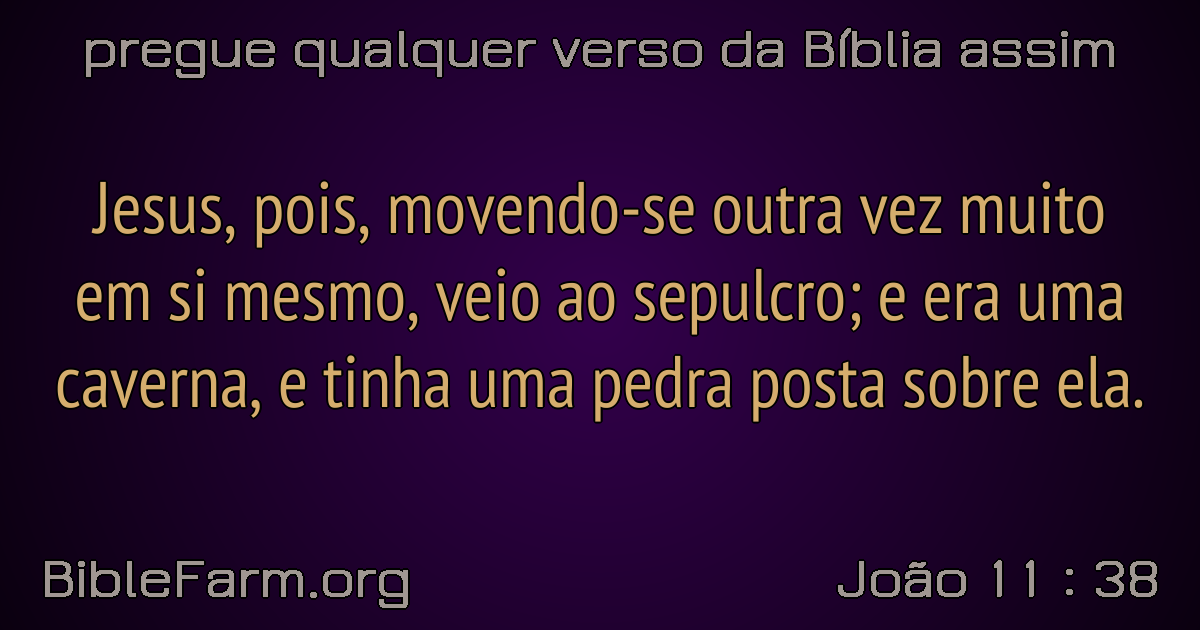 pregue qualquer verso da Bíblia assim
Jesus, pois, movendo-se outra vez muito
em si mesmo, veio ao sepulcro; e era uma
caverna, e tinha uma pedra posta sobre ela.
BibleFarm.org
João 11 : 38